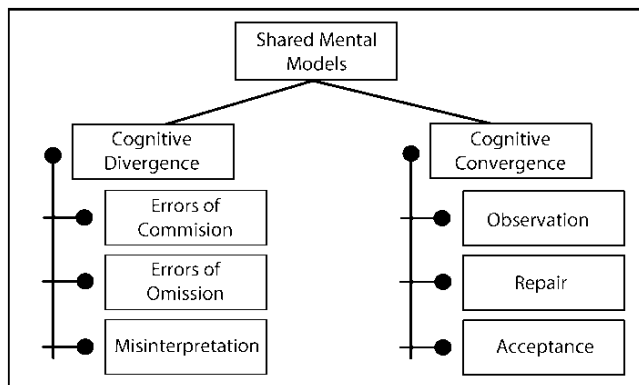 Shared Mental
Models
Cognitive
Divergence
Errors of
Commision
Errors of
Omission
Misinterpretation
Cognitive
Convergence
Observation
Repair
Acceptance